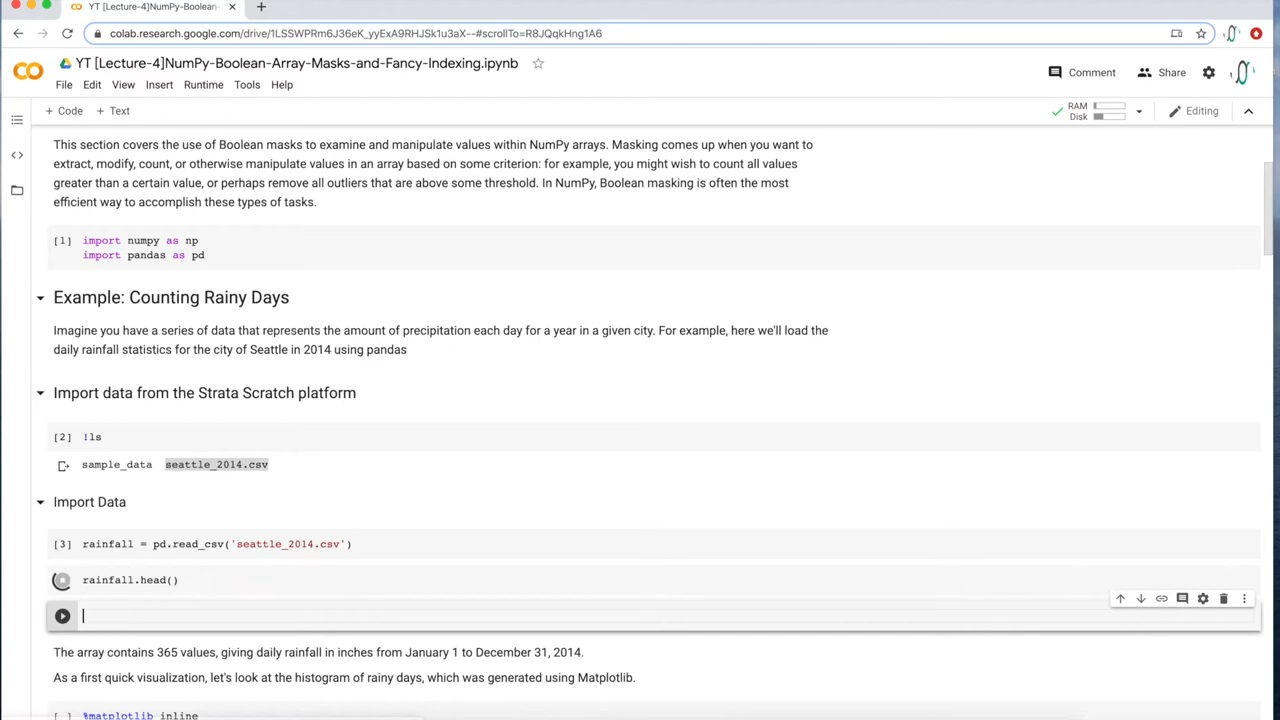 YT [Lecture-4]NumPy-Boolean-
colab.research.google.com/drive/1LSSWPRm6J36eK_yyExA9RHJSk1u3aX--#scrollTo=R8JQqkHng1A6
YT [Lecture-4]NumPy-Boolean-Array-Masks-and-Fancy-Indexing.ipynb
Comment Share
File Edit View Insert Runtime Tools Help
+ Code + Text
RAM
Disk
Editing
This section covers the use of Boolean masks to examine and manipulate values within NumPy arrays. Masking comes up when you want to
extract, modify, count, or otherwise manipulate values in an array based on some criterion: for example, you might wish to count all values
greater than a certain value, or perhaps remove all outliers that are above some threshold. In NumPy, Boolean masking is often the most
efficient way to accomplish these types of tasks.
[1] import numpy as np
import pandas as pd
Example: Counting Rainy Days
Imagine you have a series of data that represents the amount of precipitation each day for a year in a given city. For example, here we'll load the
daily rainfall statistics for the city of Seattle in 2014 using pandas
Import data from the Strata Scratch platform
[2] !ls
sample_data seattle_2014.csv
Import Data
[3] rainfall = pd.read_csv('seattle_2014.csv')
rainfall.head()
The array contains 365 values, giving daily rainfall in inches from January 1 to December 31, 2014.
As a first quick visualization, let's look at the histogram of rainy days, which was generated using Matplotlib.
[ ] %matplotlib inline